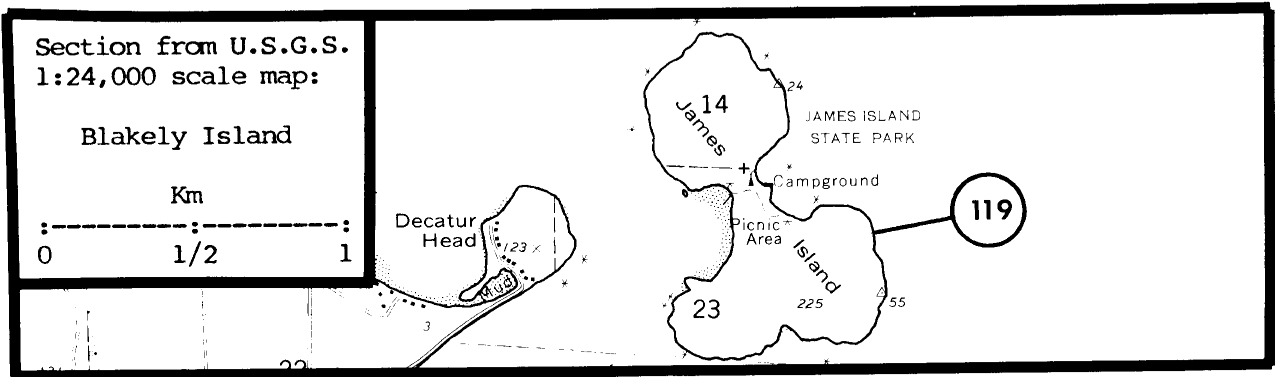 Section from U.S.G.S.
1:24,000 scale map:
Blakely Island
Km
0 1/2 1
14
James
24
JAMES ISLAND
STATE PARK
Campground
119
Decatur
Head
123
Picnic
Area
Island
Mud
225
55
23
3